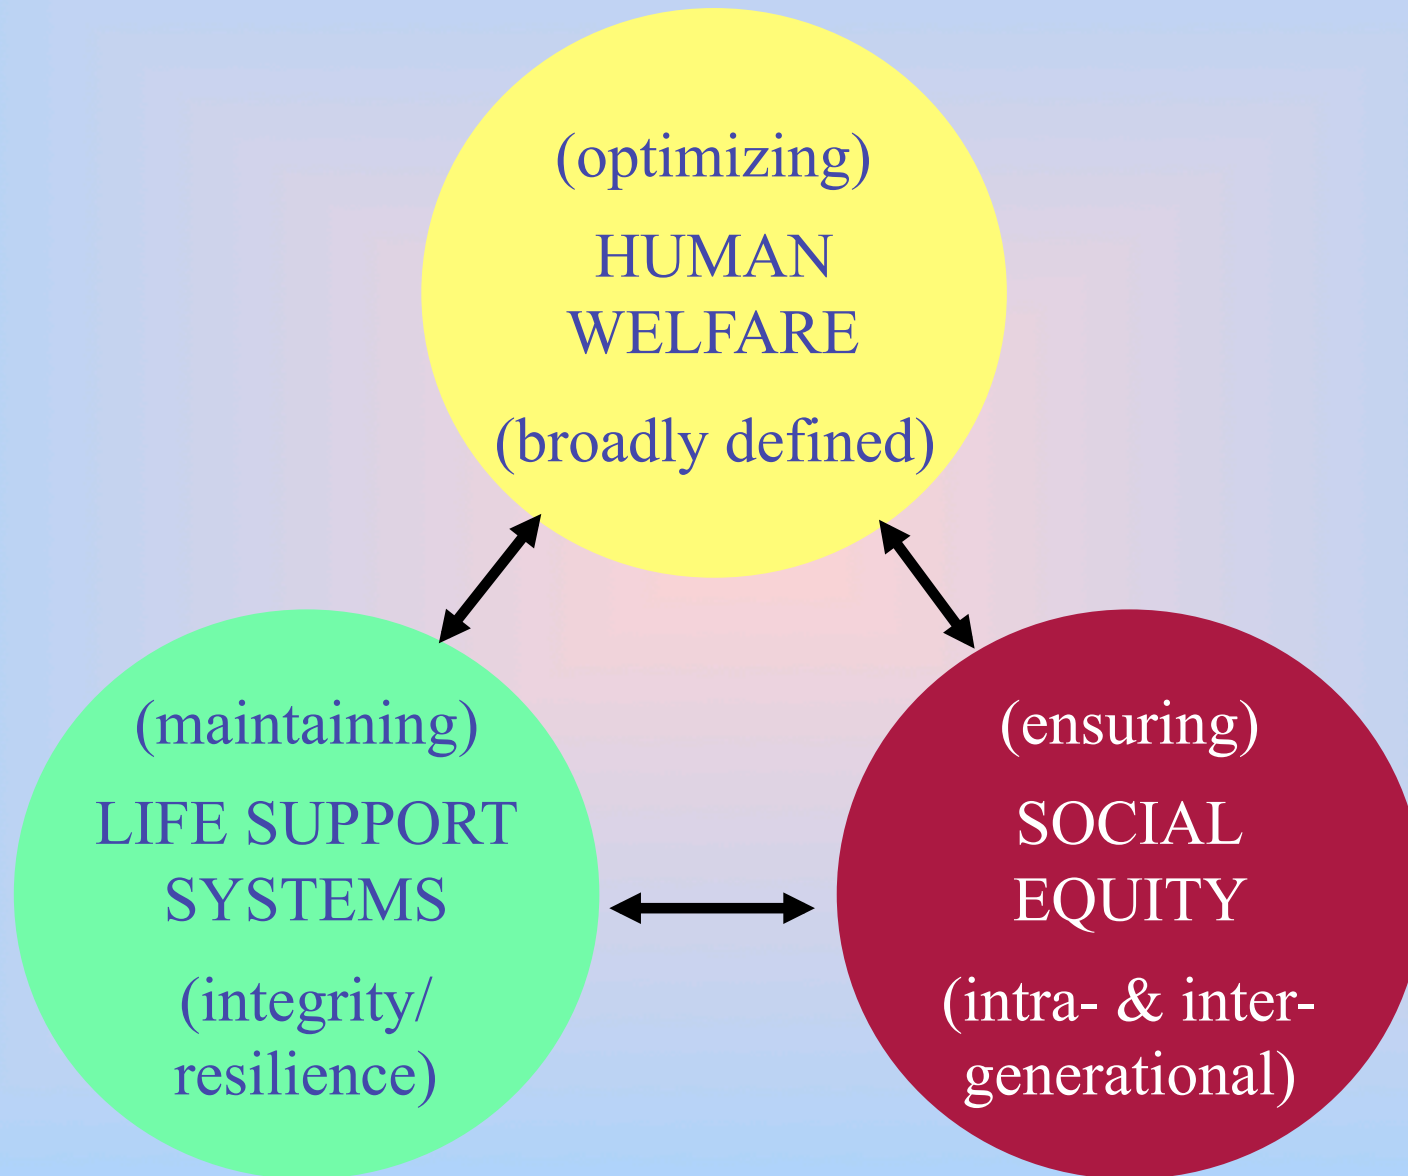 (optimizing)
HUMAN
WELFARE
(broadly defined)
(maintaining)
LIFE SUPPORT
SYSTEMS
(integrity/
resilience)
(ensuring)
SOCIAL
EQUITY
(intra- & inter-
generational)